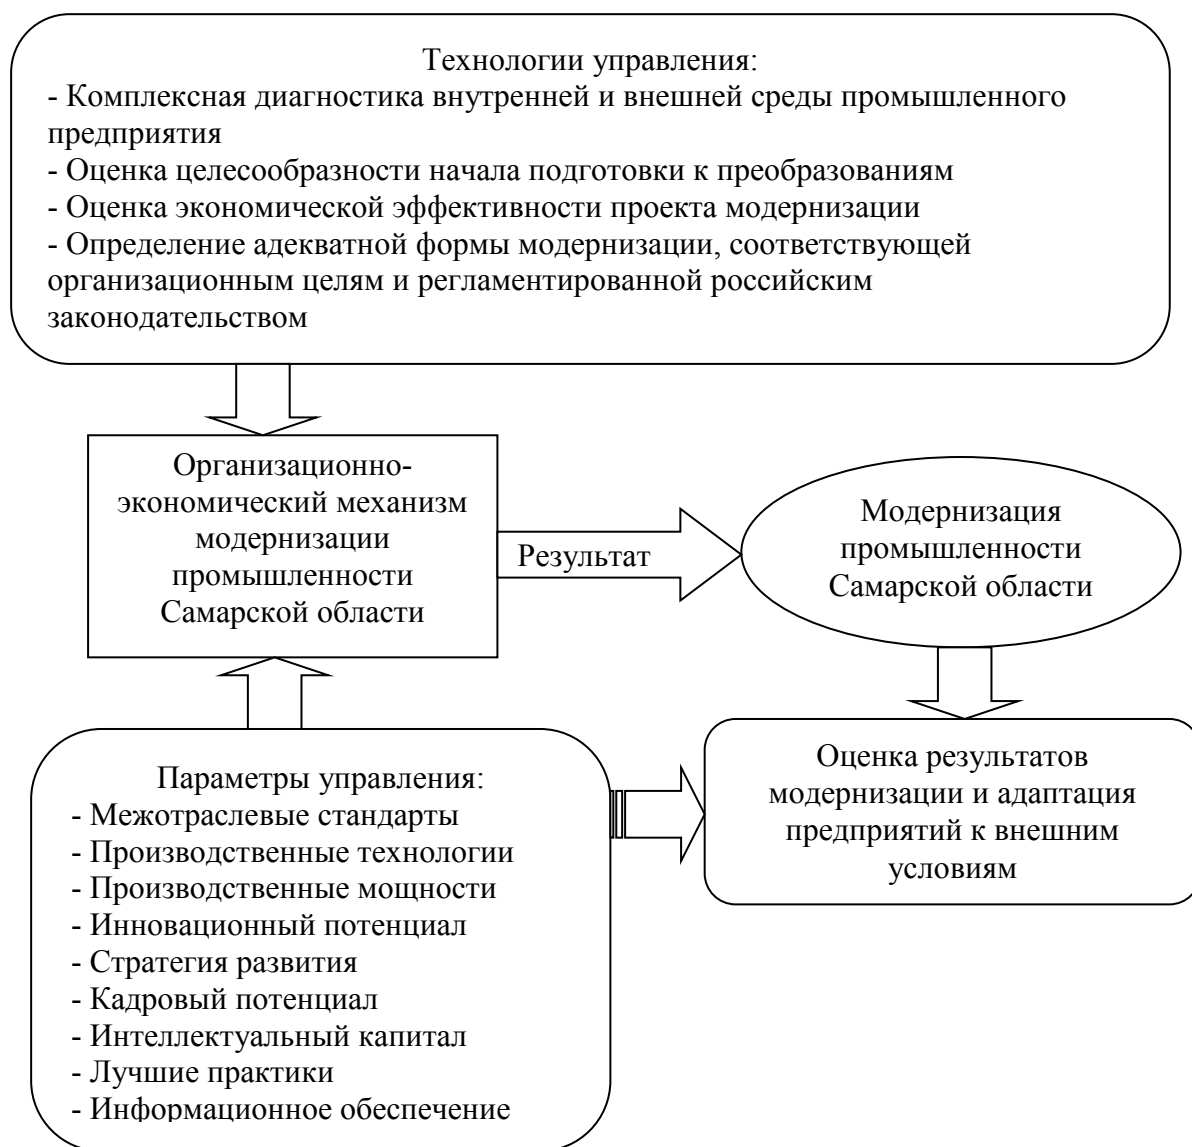 Технологии управления:
- Комплексная диагностика внутренней и внешней среды промышленного
предприятия
- Оценка целесообразности начала подготовки к преобразованиям
- Оценка экономической эффективности проекта модернизации
- Определение адекватной формы модернизации, соответствующей
организационным целям и регламентированной российским
законодательством
Организационно-
экономический механизм
модернизации
промышленности
Самарской области
Результат
Модернизация
промышленности
Самарской области
Параметры управления:
- Межотраслевые стандарты
- Производственные технологии
- Производственные мощности
- Инновационный потенциал
- Стратегия развития
- Кадровый потенциал
- Интеллектуальный капитал
- Лучшие практики
- Информационное обеспечение
Оценка результатов
модернизации и адаптация
предприятий к внешним
условиям